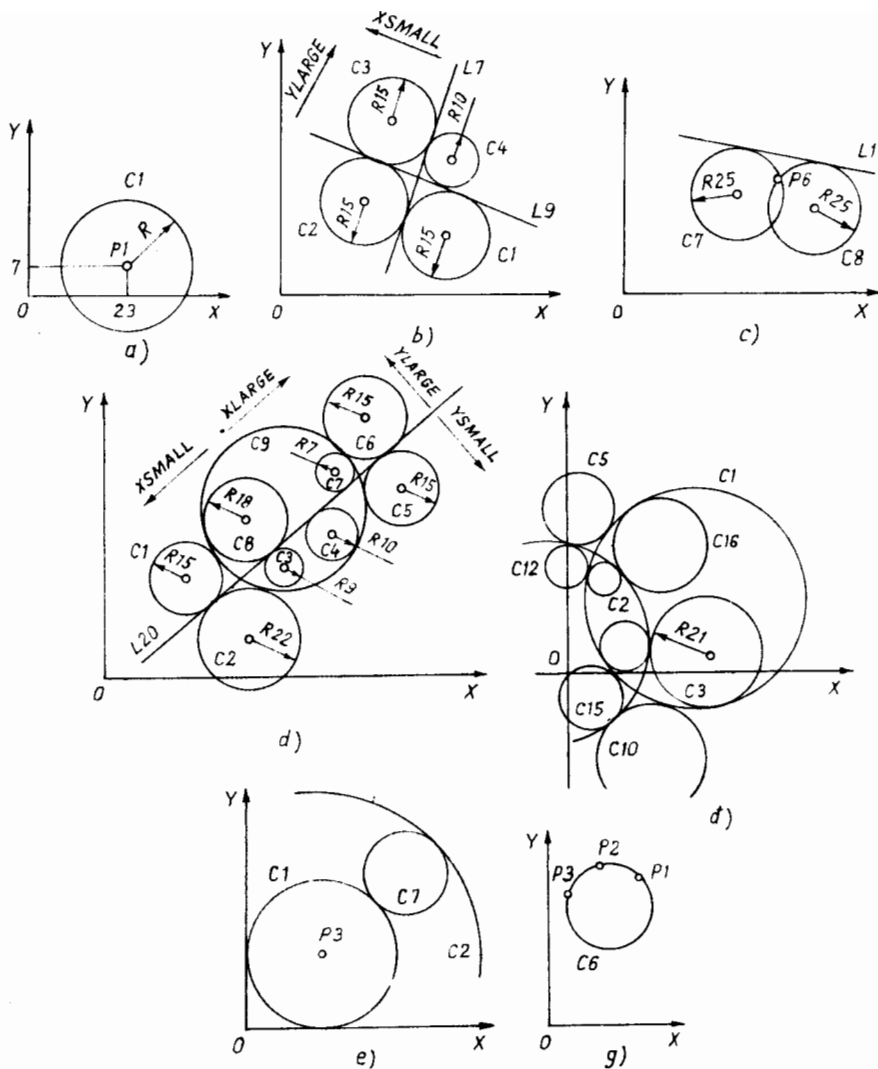 Y
C1
R
P1
7
0
23
X
a)
XSMALL
YLARGE
Y
C3
L7
R15
R10
C4
R15
C2
L9
R15
C1
0
X
b)
Y
L1
P6
R25
R25
C7
C8
0
X
c)
Y
XLARGE
XSMALL
YLARGE
YSMALL
R15
C9
C6
R7
C7
R15
R18
C5
C8
C4
R10
C1
C3
R15
R9
L20
R22
C2
0
X
d)
Y
C5
C1
C16
C12
C2
R21
0
X
C15
C3
C10
d)
Y
C1
C7
P3
C2
0
X
e)
Y
P2
P3
P1
C6
0
X
g)